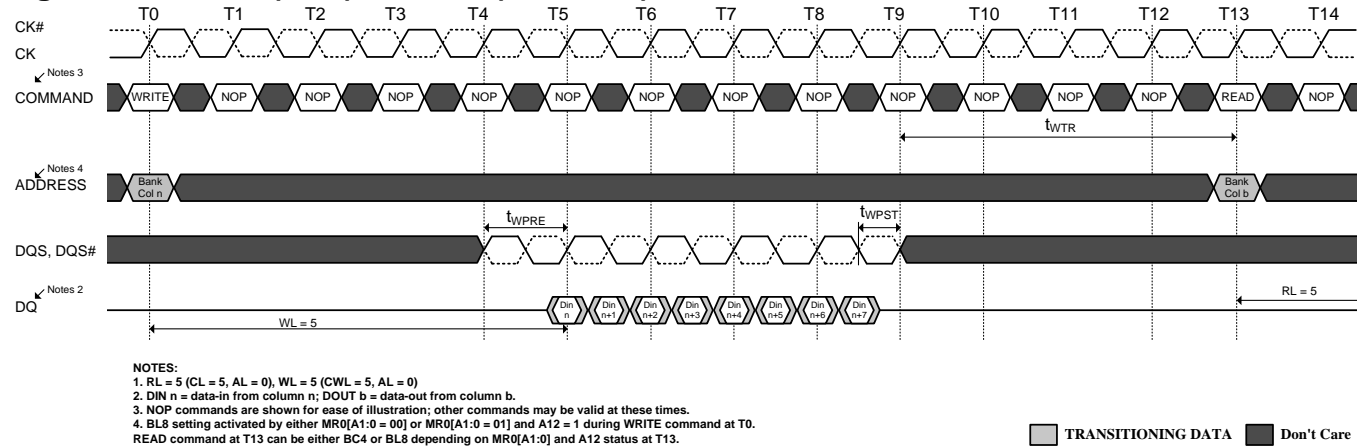 T0 T1 T2 T3 T4 T5 T6 T7 T8 T9 T10 T11 T12 T13 T14
CK#
CK
Notes 3
COMMAND WRITE NOP NOP NOP NOP NOP NOP NOP NOP NOP NOP NOP NOP READ NOP
tWTR
Notes 4
ADDRESS Bank Col n Bank Col b
tWPRE tWPST
DQS, DQS#
Notes 2
DQ Din n Din n+1 Din n+2 Din n+3 Din n+4 Din n+5 Din n+6 Din n+7
RL = 5
WL = 5
NOTES:
1. RL = 5 (CL = 5, AL = 0), WL = 5 (CWL = 5, AL = 0)
2. DIN n = data-in from column n; DOUT b = data-out from column b.
3. NOP commands are shown for ease of illustration; other commands may be valid at these times.
4. BL8 setting activated by either MR0[A1:0 = 00] or MR0[A1:0 = 01] and A12 = 1 during WRITE command at T0.
READ command at T13 can be either BC4 or BL8 depending on MR0[A1:0] and A12 status at T13.
TRANSITIONING DATA Don't Care